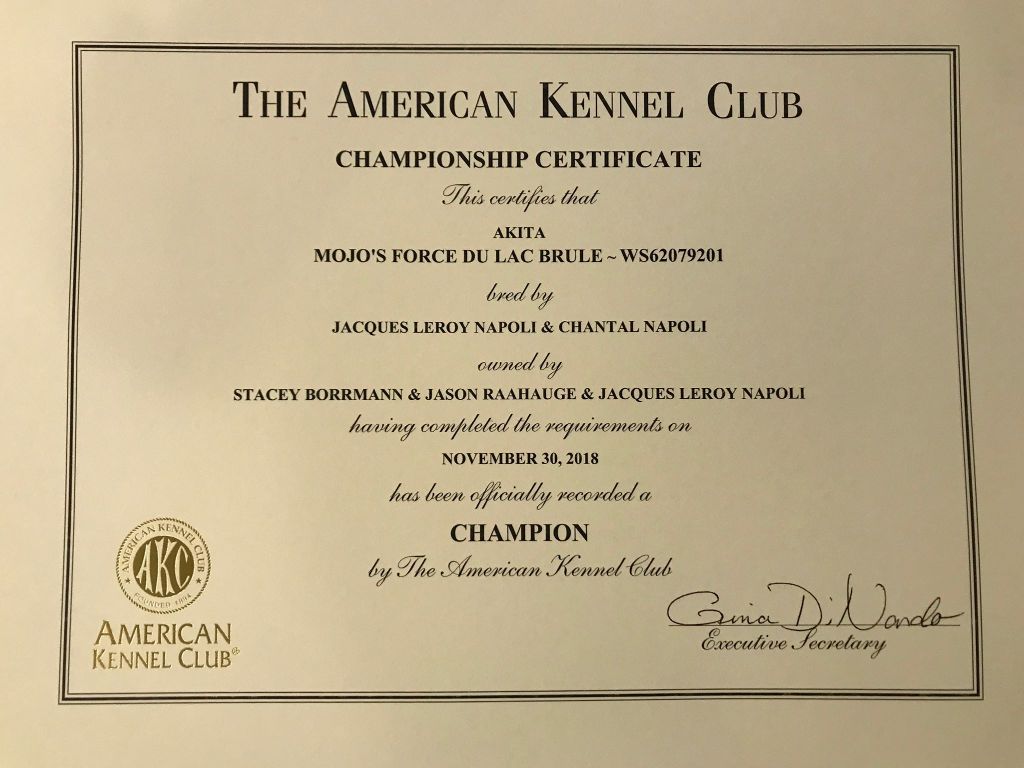 THE AMERICAN KENNEL CLUB
CHAMPIONSHIP CERTIFICATE
This certifies that
AKITA
MOJO'S FORCE DU LAC BRULE ~ WS62079201
bred by
JACQUES LEROY NAPOLI & CHANTAL NAPOLI
owned by
STACEY BORRMANN & JASON RAAHAUGE & JACQUES LEROY NAPOLI
having completed the requirements on
NOVEMBER 30, 2018
has been officially recorded a
CHAMPION
by The American Kennel Club
AMERICAN KENNEL CLUB
AKC
FOUNDED 1884
AMERICAN
KENNEL CLUB®
Gina DiNardo
Executive Secretary